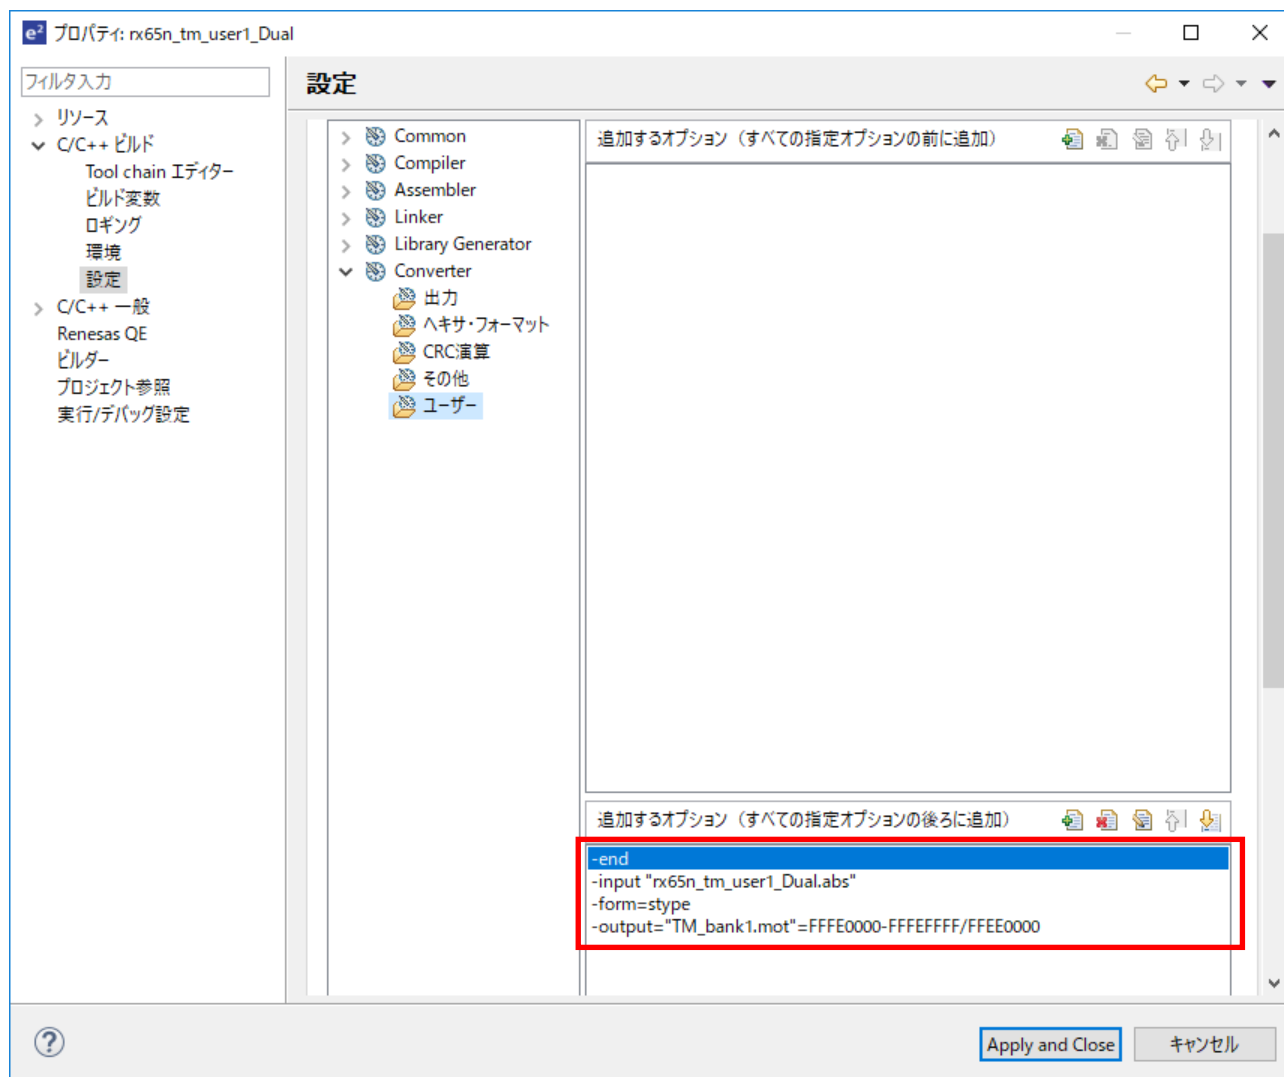 e² プロパティ: rx65n_tm_user1_Dual
フィルタ入力
リソース
C/C++ ビルド
Tool chain エディター
ビルド変数
ロギング
環境
設定
C/C++ 一般
Renesas QE
ビルダー
プロジェクト参照
実行/デバッグ設定
設定
Common
Compiler
Assembler
Linker
Library Generator
Converter
出力
ヘキサ・フォーマット
CRC演算
その他
ユーザー
追加するオプション（すべての指定オプションの前に追加）
追加するオプション（すべての指定オプションの後ろに追加）
-end
-input "rx65n_tm_user1_Dual.abs"
-form=stype
-output="TM_bank1.mot"=FFFE0000-FFFEFFFF/FFEE0000
?
Apply and Close
キャンセル